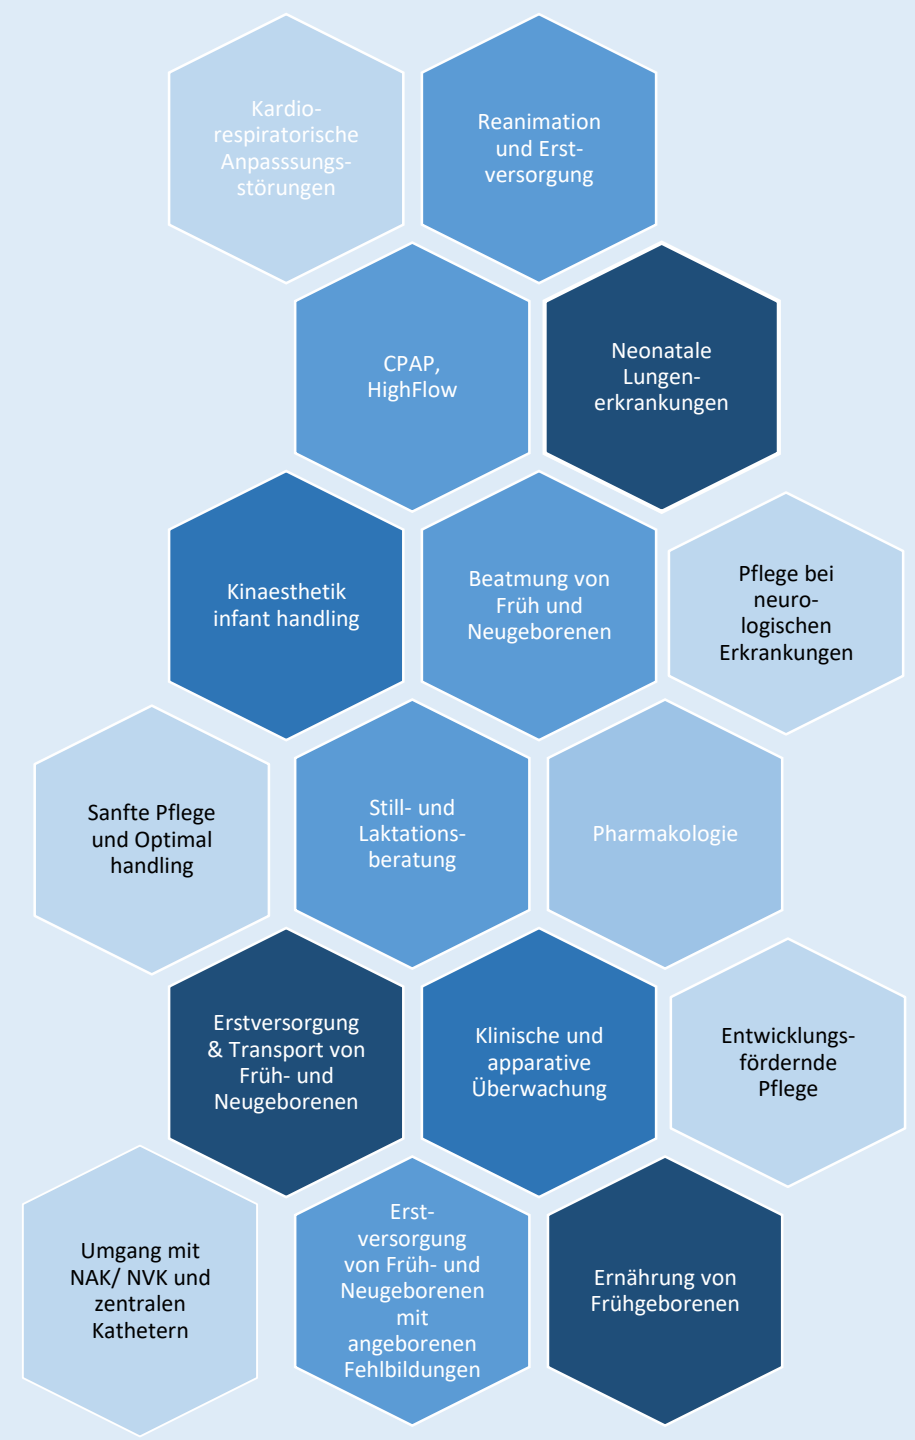 Kardio-
respiratorische
Anpasssungs-
störungen
Reanimation
und Erst-
versorgung
CPAP,
HighFlow
Neonatale
Lungen-
erkrankungen
Kinaesthetik
infant handling
Beatmung von
Früh und
Neugeborenen
Pflege bei
neuro-
logischen
Erkrankungen
Sanfte Pflege
und Optimal
handling
Still- und
Laktations-
beratung
Pharmakologie
Erstversorgung
& Transport von
Früh- und
Neugeborenen
Klinische und
apparative
Überwachung
Entwicklungs-
fördernde
Pflege
Umgang mit
NAK/ NVK und
zentralen
Kathetern
Erst-
versorgung
von Früh- und
Neugeborenen
mit
angeborenen
Fehlbildungen
Ernährung von
Frühgeborenen